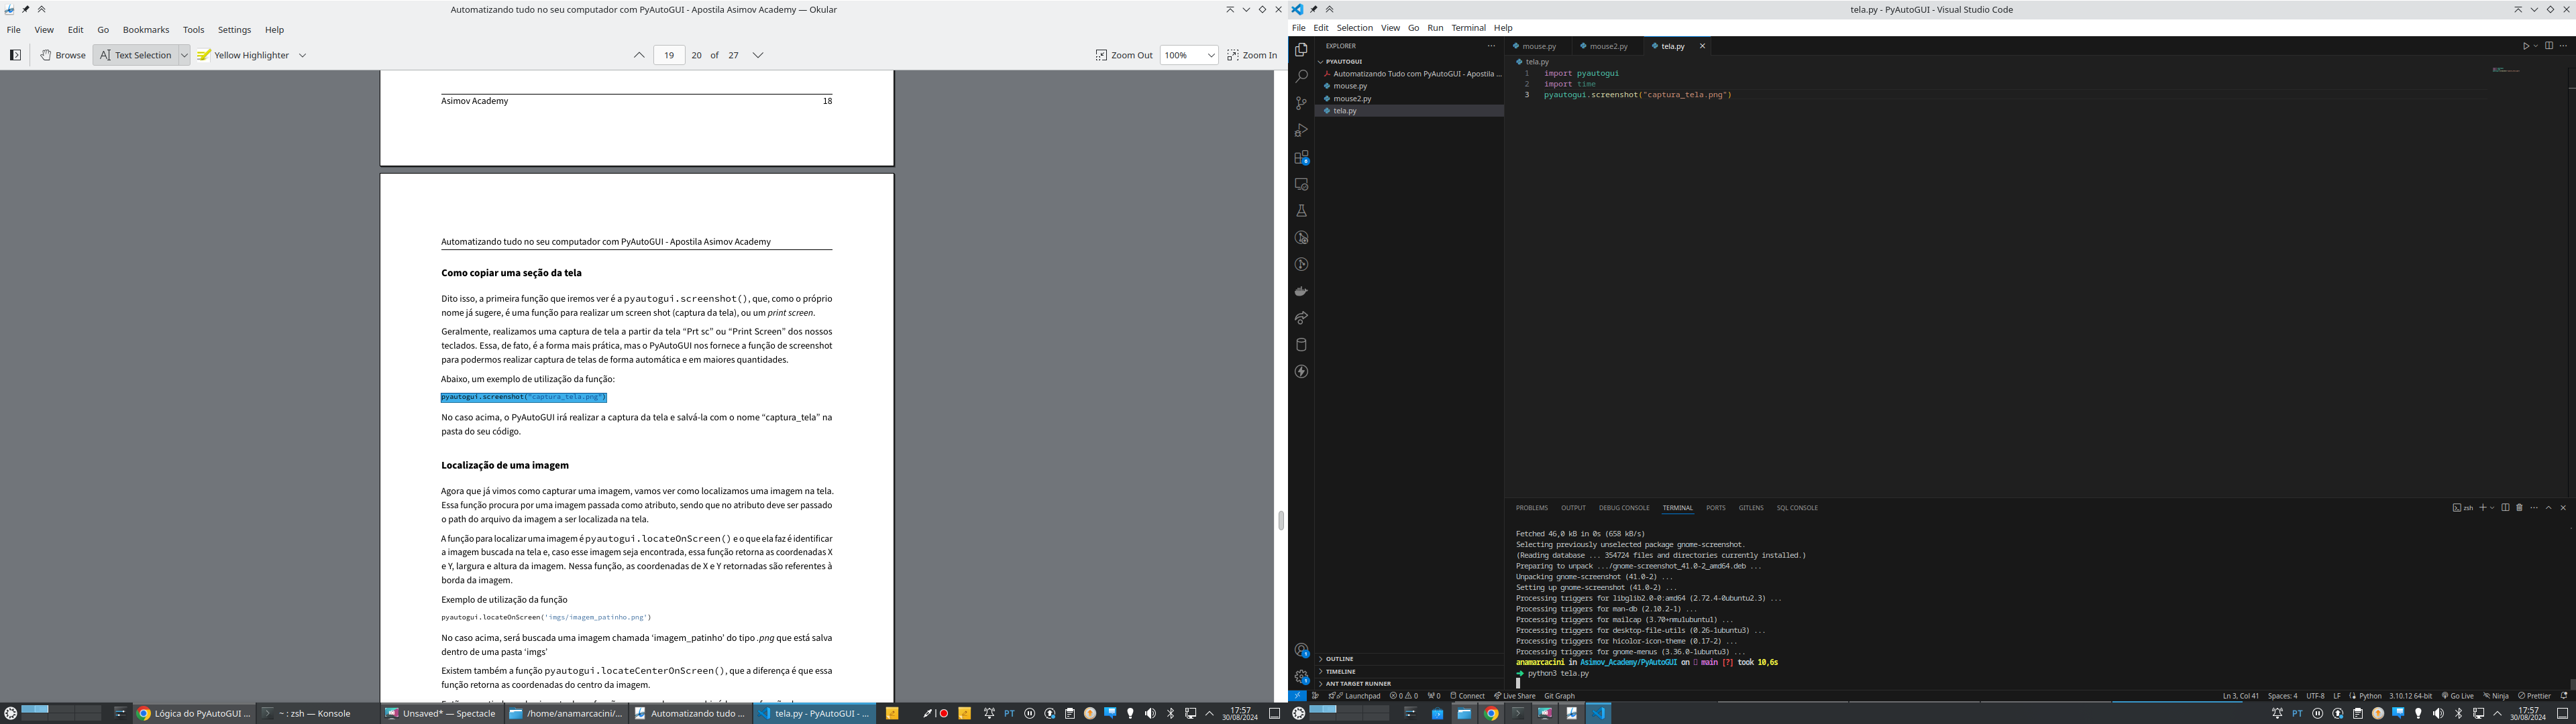 Automatizando tudo no seu computador com PyAutoGUI - Apostila Asimov Academy — Okular
File View Edit Go Bookmarks Tools Settings Help
Browse Text Selection Yellow Highlighter 19 20 of 27 Zoom Out 100% Zoom In
Asimov Academy 18
Automatizando tudo no seu computador com PyAutoGUI - Apostila Asimov Academy
Como copiar uma seção da tela
Dito isso, a primeira função que iremos ver é a pyautogui.screenshot(), que, como o próprio
nome já sugere, é uma função para realizar um screen shot (captura da tela), ou um print screen.
Geralmente, realizamos uma captura de tela a partir da tela “Prt sc” ou “Print Screen” dos nossos
teclados. Essa, de fato, é a forma mais prática, mas o PyAutoGUI nos fornece a função de screenshot
para podermos realizar captura de telas de forma automática e em maiores quantidades.
Abaixo, um exemplo de utilização da função:
pyautogui.screenshot("captura_tela.png")
No caso acima, o PyAutoGUI irá realizar a captura da tela e salvá-la com o nome “captura_tela” na
pasta do seu código.
Localização de uma imagem
Agora que já vimos como capturar uma imagem, vamos ver como localizamos uma imagem na tela.
Essa função procura por uma imagem passada como atributo, sendo que no atributo deve ser passado
o path do arquivo da imagem a ser localizada na tela.
A função para localizar uma imagem é pyautogui.locateOnScreen() e o que ela faz é identificar
a imagem buscada na tela e, caso esse imagem seja encontrada, essa função retorna as coordenadas X
e Y, largura e altura da imagem. Nessa função, as coordenadas de X e Y retornadas são referentes à
borda da imagem.
Exemplo de utilização da função
pyautogui.locateOnScreen('imgs/imagem_patinho.png')
No caso acima, será buscada uma imagem chamada ‘imagem_patinho’ do tipo .png que está salva
dentro de uma pasta ‘imgs’
Existem também a função pyautogui.locateCenterOnScreen(), que a diferença é que essa
função retorna as coordenadas do centro da imagem.
Lógica do PyAutoGUI ... ~ : zsh — Konsole Unsaved* — Spectacle /home/anamarcacini/... Automatizando tudo ... tela.py - PyAutoGUI - ... PT 17:57
30/08/2024
tela.py - PyAutoGUI - Visual Studio Code
File Edit Selection View Go Run Terminal Help
EXPLORER
PYAUTOGUI
Automatizando Tudo com PyAutoGUI - Apostila ...
mouse.py
mouse2.py
tela.py
OUTLINE
TIMELINE
ANT TARGET RUNNER
mouse.py mouse2.py tela.py
tela.py
1 import pyautogui
2 import time
3 pyautogui.screenshot("captura_tela.png")
PROBLEMS OUTPUT DEBUG CONSOLE TERMINAL PORTS GITLENS SQL CONSOLE zsh
Fetched 46,0 kB in 0s (658 kB/s)
Selecting previously unselected package gnome-screenshot.
(Reading database ... 354724 files and directories currently installed.)
Preparing to unpack .../gnome-screenshot_41.0-2_amd64.deb ...
Unpacking gnome-screenshot (41.0-2) ...
Setting up gnome-screenshot (41.0-2) ...
Processing triggers for libglib2.0-0:amd64 (2.72.4-0ubuntu2.3) ...
Processing triggers for man-db (2.10.2-1) ...
Processing triggers for mailcap (3.70+nmu1ubuntu1) ...
Processing triggers for desktop-file-utils (0.26-1ubuntu3) ...
Processing triggers for hicolor-icon-theme (0.17-2) ...
Processing triggers for gnome-menus (3.36.0-1ubuntu3) ...
anamarcacini in Asimov_Academy/PyAutoGUI on main [?] took 10,6s
➜ python3 tela.py
Launchpad 0 0 0 Connect Live Share Git Graph Ln 3, Col 41 Spaces: 4 UTF-8 LF Python 3.10.12 64-bit Go Live Ninja Prettier
PT 17:57
30/08/2024